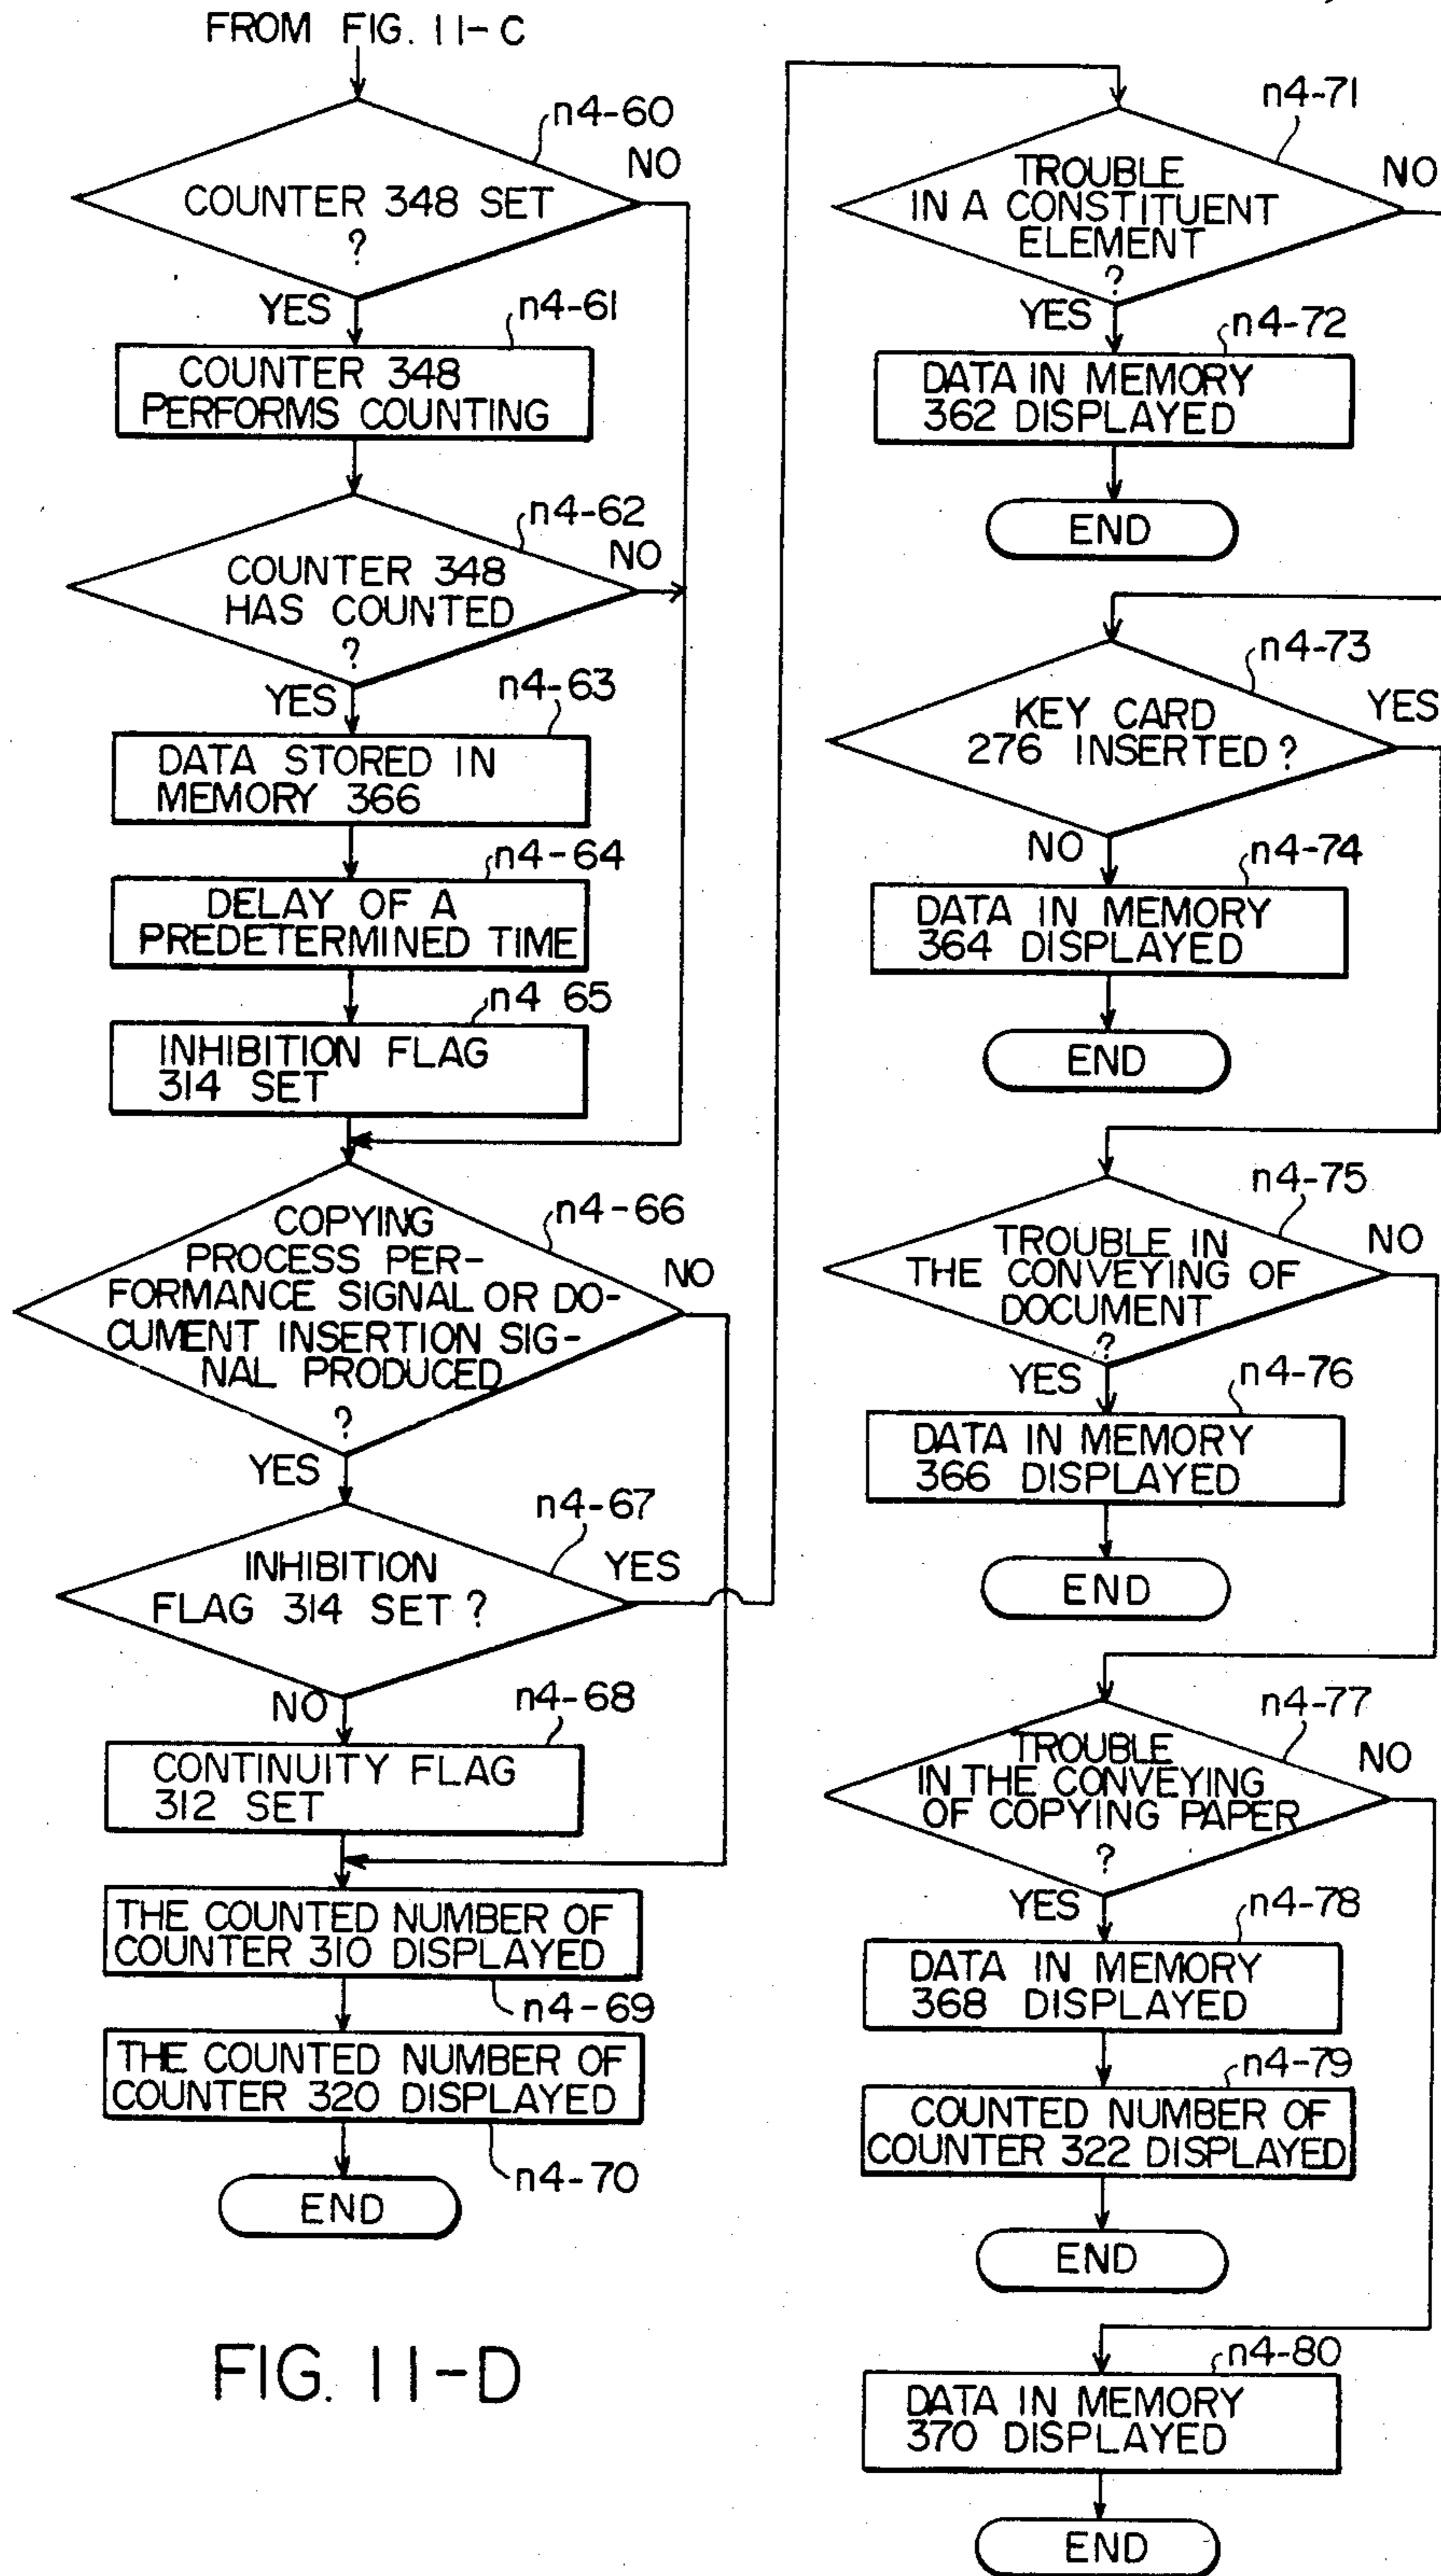 FROM FIG. 11-C
n4-60
NO
COUNTER 348 SET
?
YES
n4-61
COUNTER 348
PERFORMS COUNTING
n4-62
NO
COUNTER 348
HAS COUNTED
?
YES
n4-63
DATA STORED IN
MEMORY 366
n4-64
DELAY OF A
PREDETERMINED TIME
n4 65
INHIBITION FLAG
314 SET
n4-66
COPYING
PROCESS PER-
FORMANCE SIGNAL OR DO-
CUMENT INSERTION SIG-
NAL PRODUCED
?
NO
YES
n4-67
INHIBITION
FLAG 314 SET ?
YES
NO
n4-68
CONTINUITY FLAG
312 SET
THE COUNTED NUMBER OF
COUNTER 310 DISPLAYED
n4-69
THE COUNTED NUMBER OF
COUNTER 320 DISPLAYED
n4-70
END
FIG. 11-D
n4-71
TROUBLE
IN A CONSTITUENT
ELEMENT
?
NO
YES
n4-72
DATA IN MEMORY
362 DISPLAYED
END
n4-73
KEY CARD
276 INSERTED ?
YES
NO
n4-74
DATA IN MEMORY
364 DISPLAYED
END
n4-75
TROUBLE IN
THE CONVEYING OF
DOCUMENT
?
NO
YES
n4-76
DATA IN MEMORY
366 DISPLAYED
END
n4-77
TROUBLE
IN THE CONVEYING
OF COPYING PAPER
?
NO
YES
n4-78
DATA IN MEMORY
368 DISPLAYED
n4-79
COUNTED NUMBER OF
COUNTER 322 DISPLAYED
END
n4-80
DATA IN MEMORY
370 DISPLAYED
END